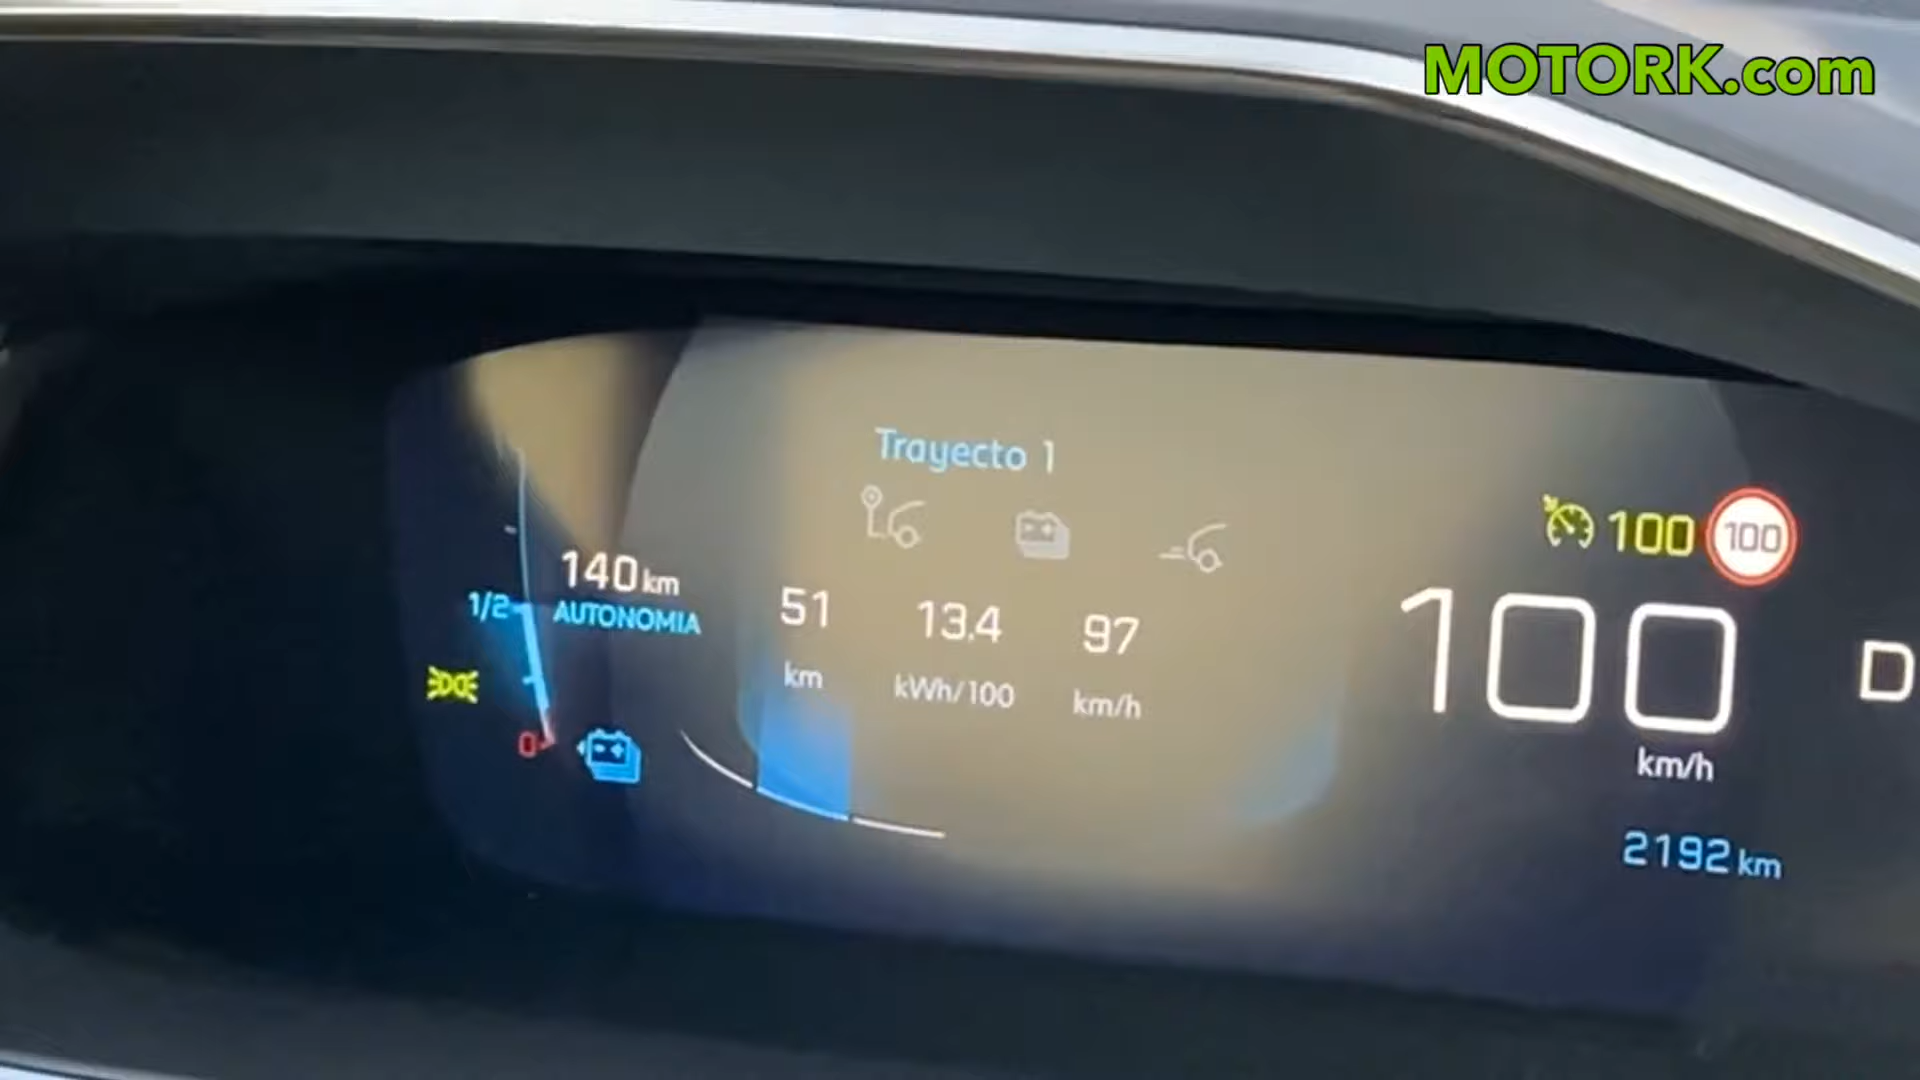 MOTORK.com
Trayecto 1
100 100
140 km
1/2 AUTONOMIA
51 13.4 97
km kWh/100 km/h
100
D
km/h
0
2192 km